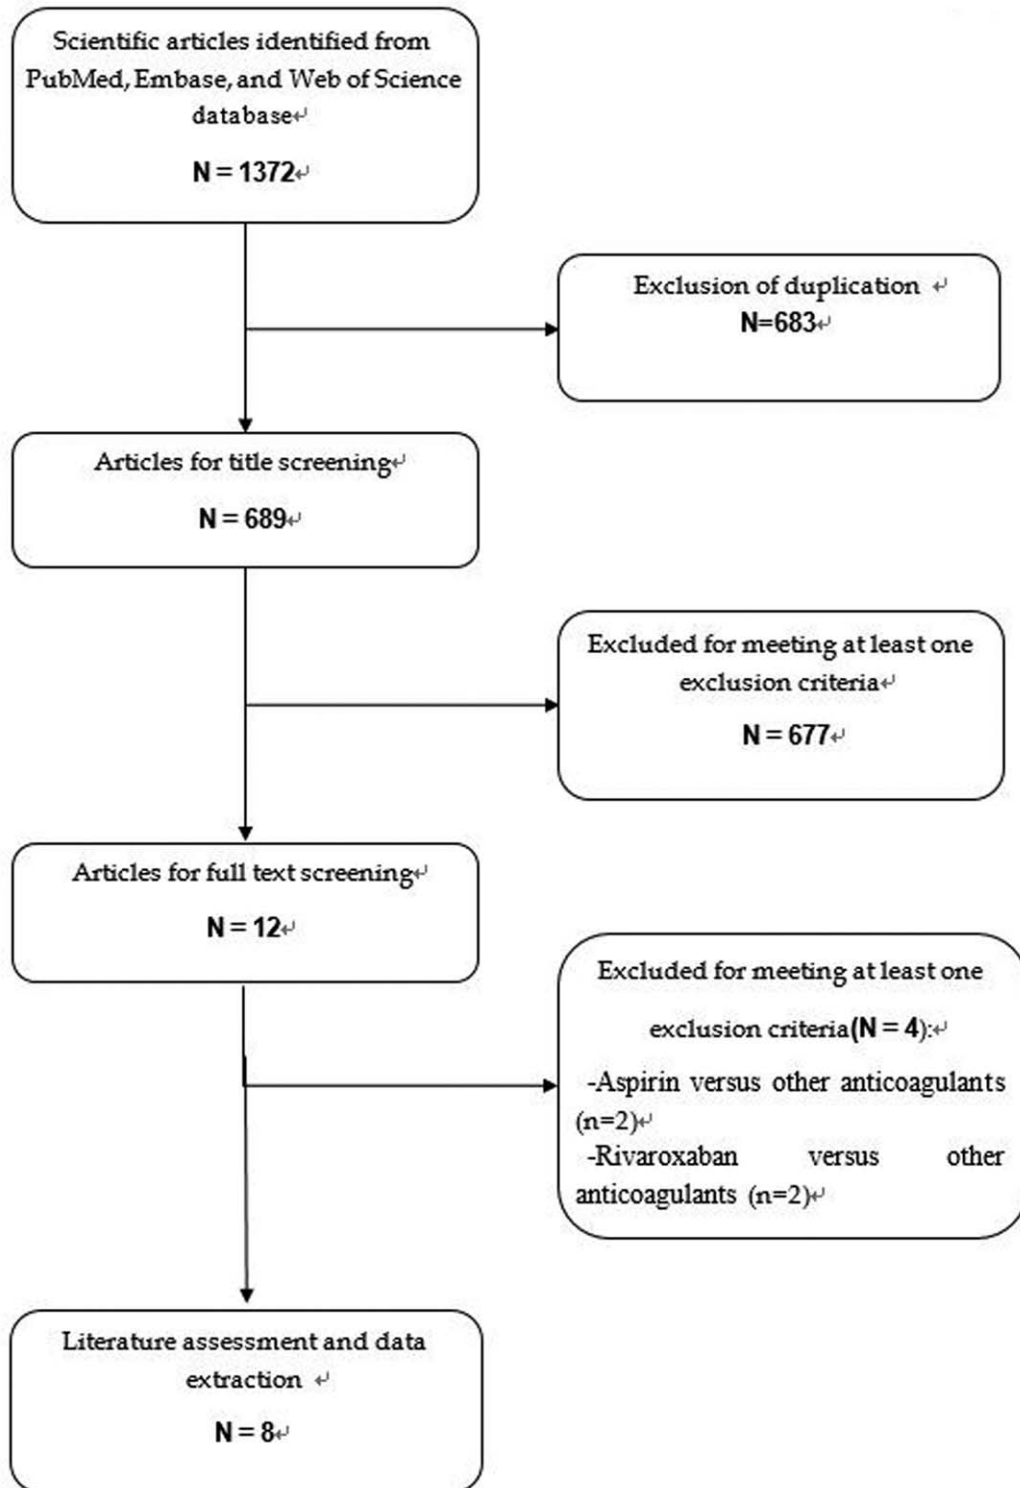 Scientific articles identified from
PubMed, Embase, and Web of Science
database↵
N = 1372↵
Exclusion of duplication ↵
N=683↵
Articles for title screening↵
N = 689↵
Excluded for meeting at least one
exclusion criteria↵
N = 677↵
Articles for full text screening↵
N = 12↵
Excluded for meeting at least one
exclusion criteria(N = 4):↵
-Aspirin versus other anticoagulants
(n=2)↵
-Rivaroxaban versus other
anticoagulants (n=2)↵
Literature assessment and data
extraction ↵
N = 8↵